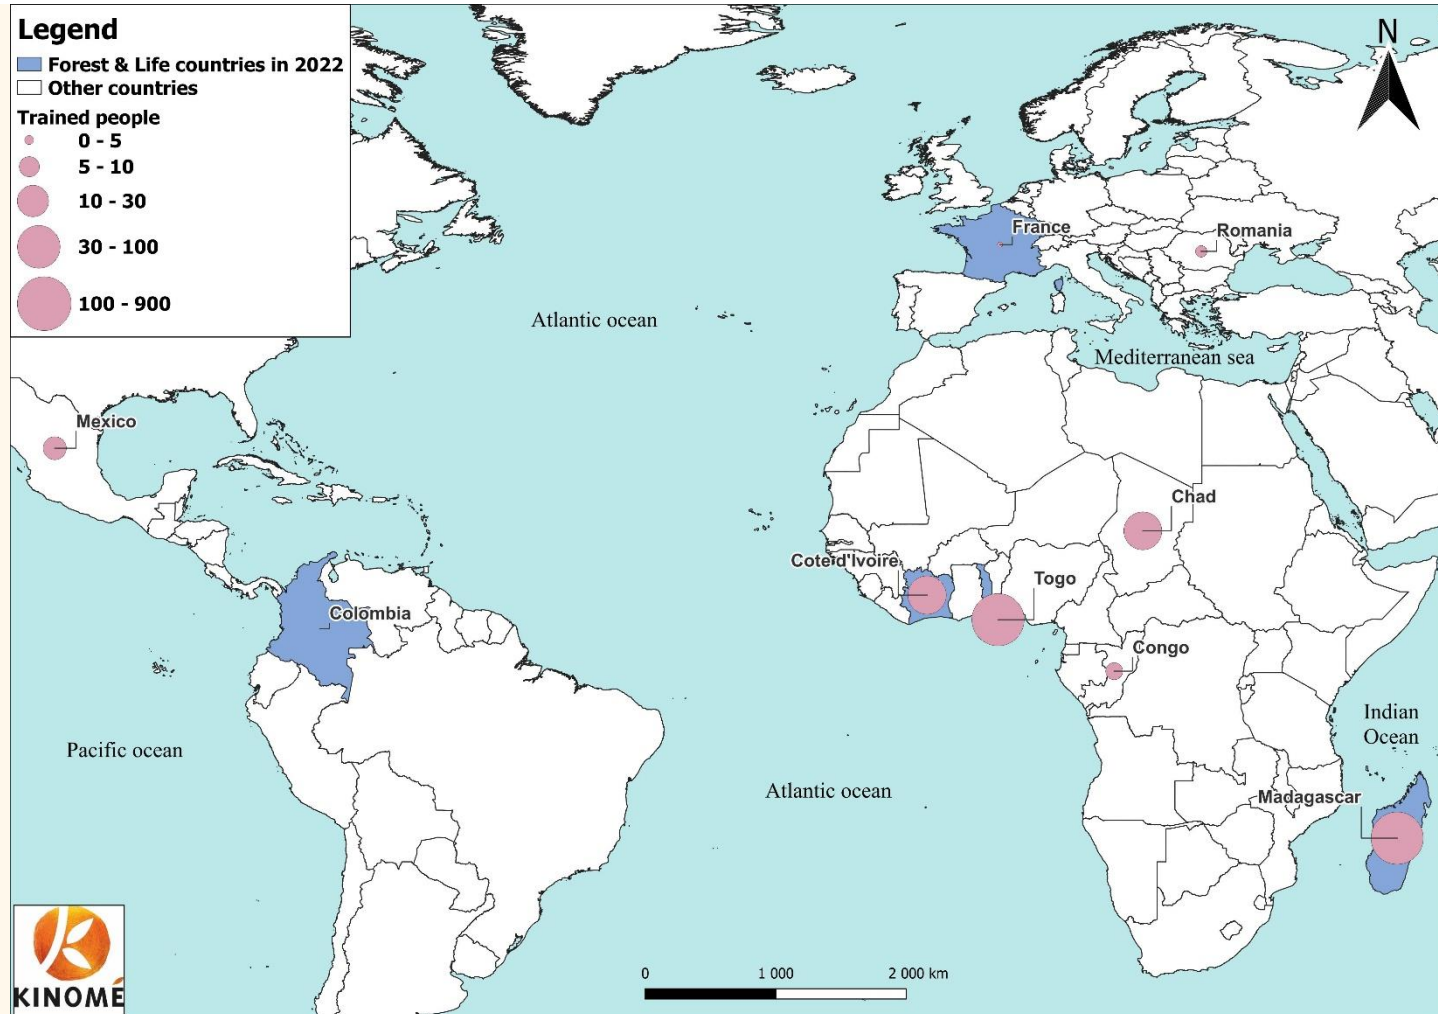 Legend
Forest & Life countries in 2022
Other countries
Trained people
0 - 5
5 - 10
10 - 30
30 - 100
100 - 900
N
France
Romania
Atlantic ocean
Mediterranean sea
Mexico
Chad
Cote d'Ivoire
Togo
Colombia
Congo
Indian
Ocean
Pacific ocean
Atlantic ocean
Madagascar
0 1 000 2 000 km
KINOMÉ